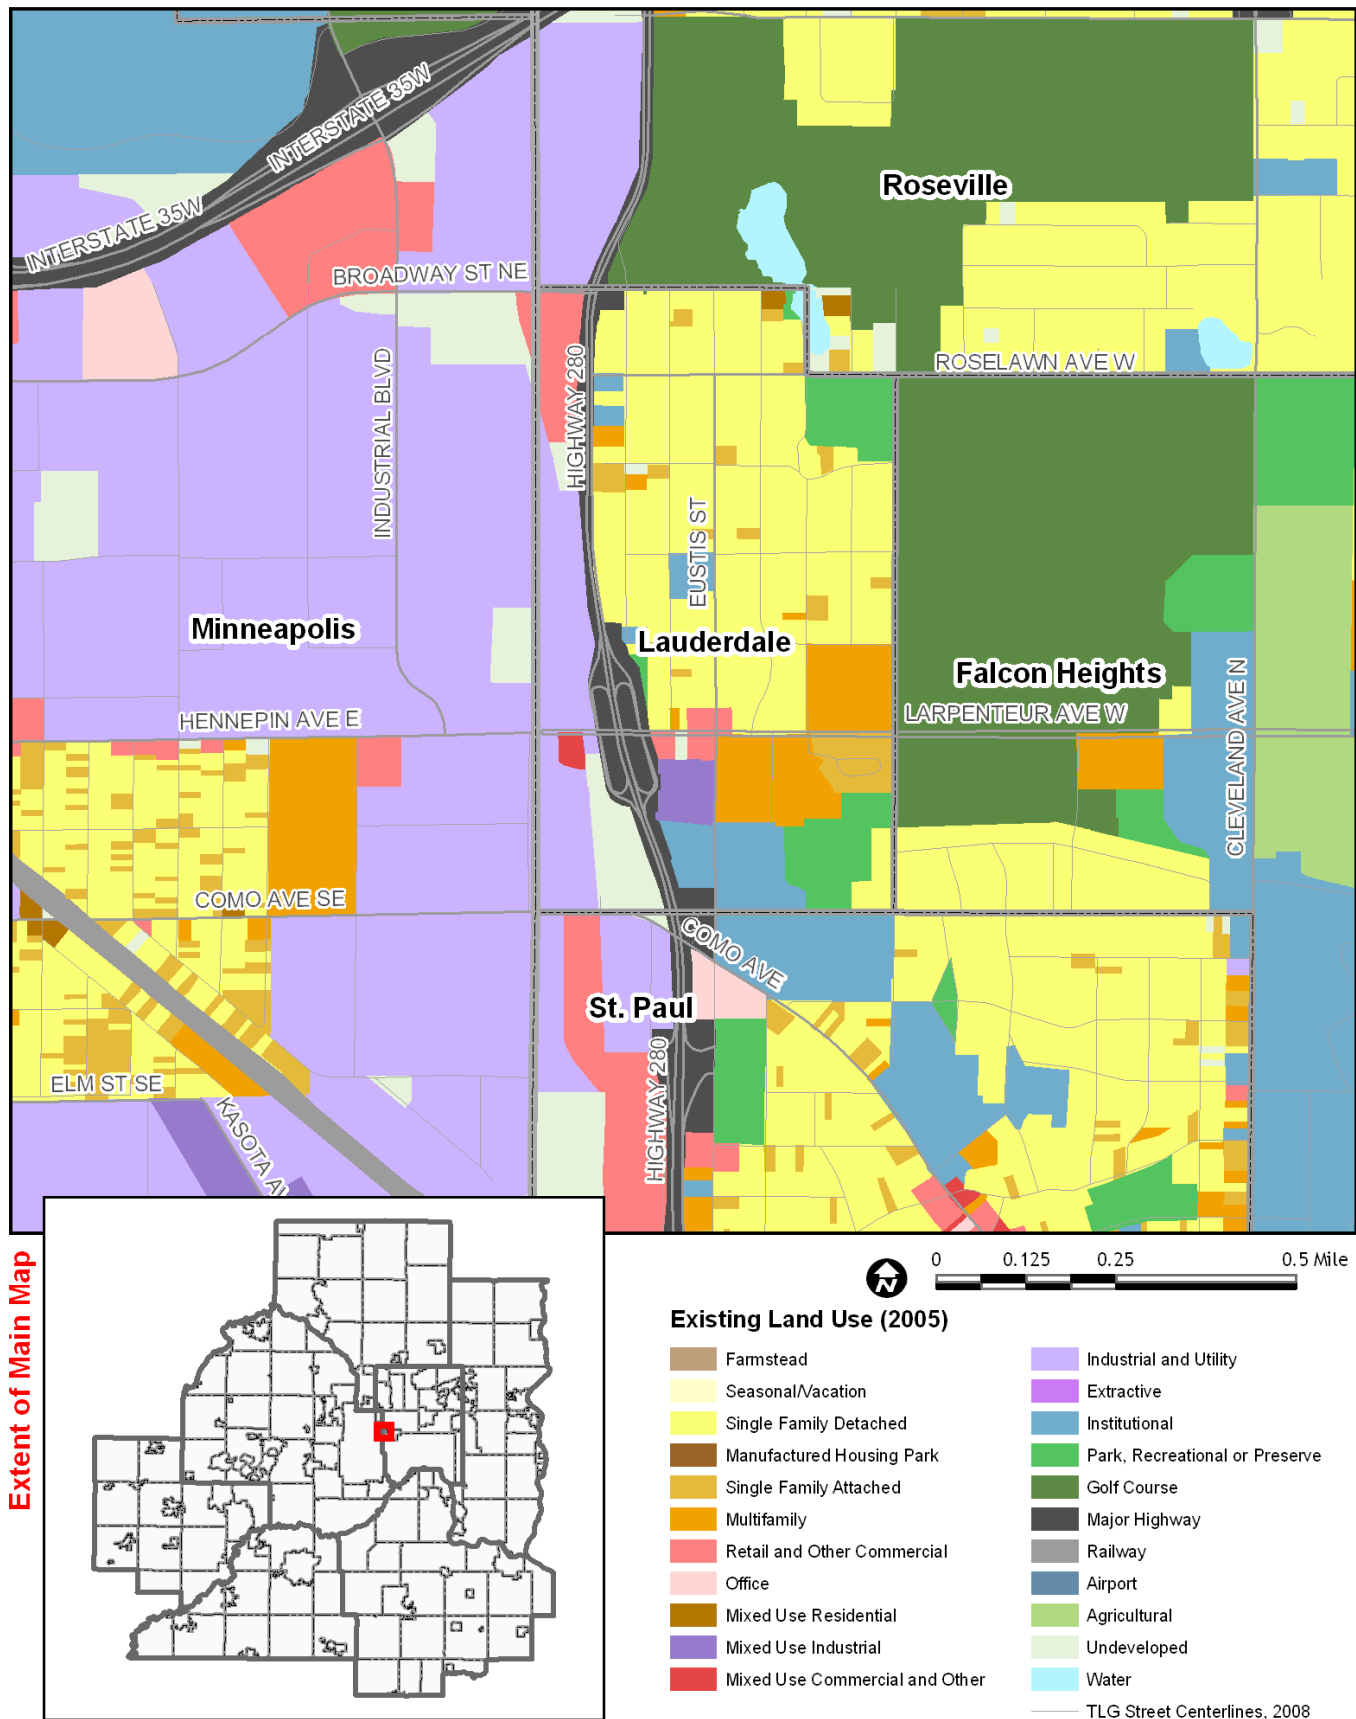 INTERSTATE 35W
Roseville
INTERSTATE 35W
BROADWAY ST NE
HIGHWAY 280
ROSELAWN AVE W
INDUSTRIAL BLVD
EUSTIS ST
Minneapolis
Lauderdale
Falcon Heights
CLEVELAND AVE N
HENNEPIN AVE E
LARPENTEUR AVE W
COMO AVE SE
COMO AVE
St. Paul
HIGHWAY 280
ELM ST SE
KASOTA AV
Extent of Main Map
N
0 0.125 0.25 0.5 Mile
Existing Land Use (2005)
Farmstead
Seasonal/Vacation
Single Family Detached
Manufactured Housing Park
Single Family Attached
Multifamily
Retail and Other Commercial
Office
Mixed Use Residential
Mixed Use Industrial
Mixed Use Commercial and Other
Industrial and Utility
Extractive
Institutional
Park, Recreational or Preserve
Golf Course
Major Highway
Railway
Airport
Agricultural
Undeveloped
Water
TLG Street Centerlines, 2008